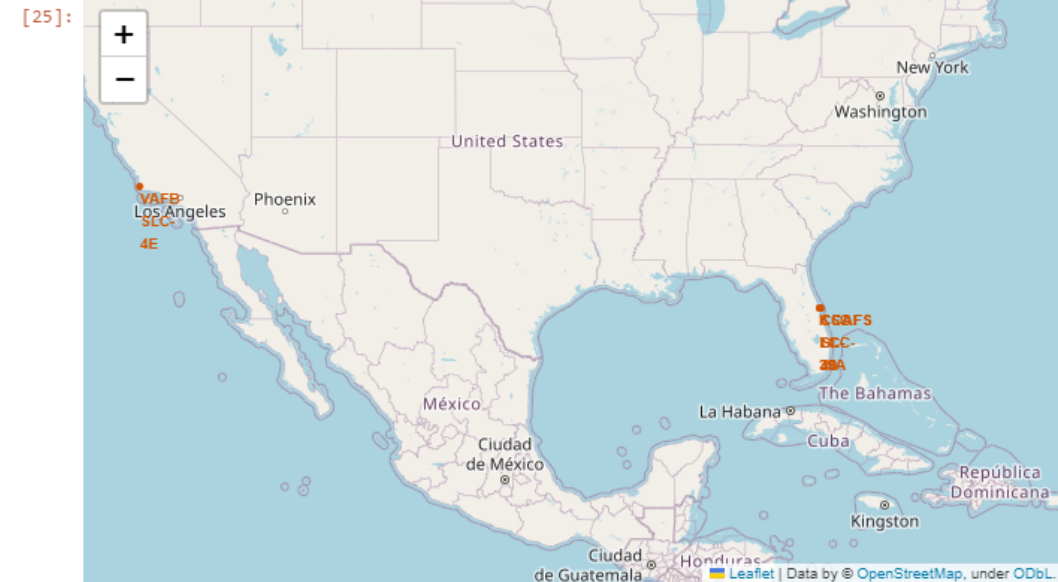 [25]:
+
−
New York
Washington
United States
VAFB
Los Angeles
SLC-
4E
Phoenix
The Bahamas
México
La Habana
Cuba
Ciudad
de México
República
Dominicana
Kingston
Ciudad
de Guatemala
Honduras
Leaflet | Data by © OpenStreetMap, under ODbL.